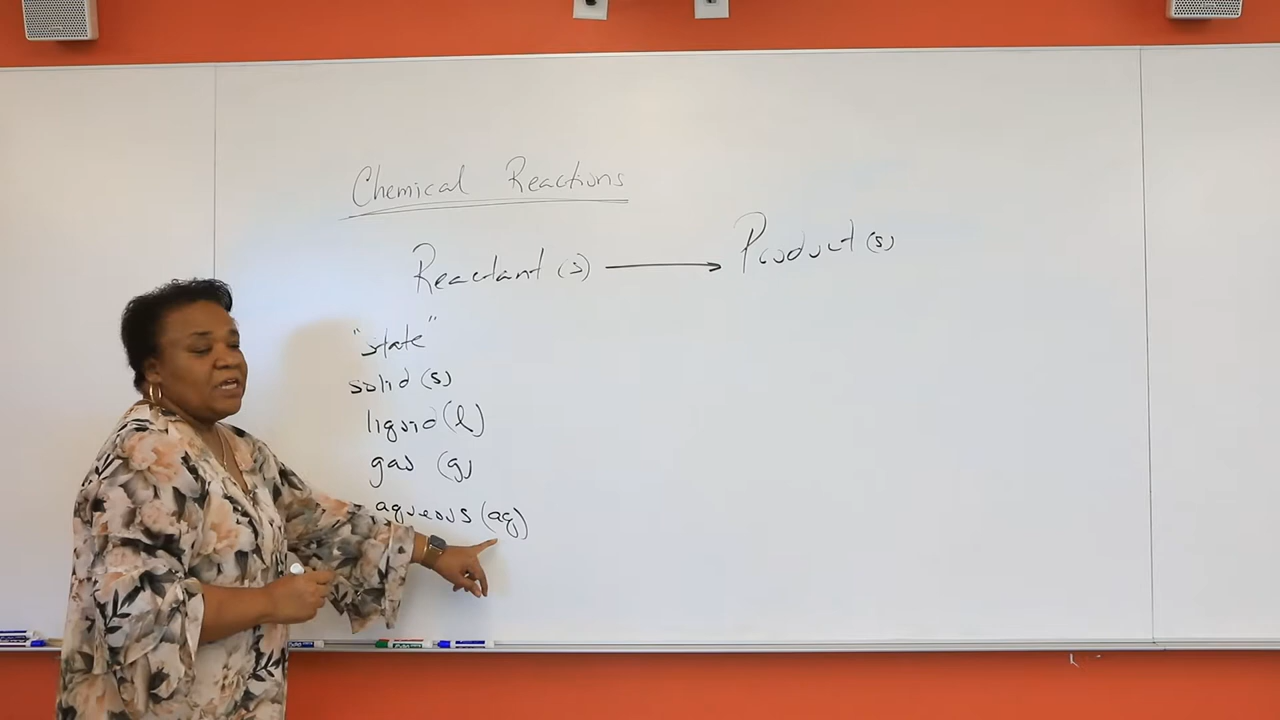 Chemical Reactions
Reactant(s) → Product(s)
"state"
solid (s)
liquid (l)
gas (g)
aqueous (aq)